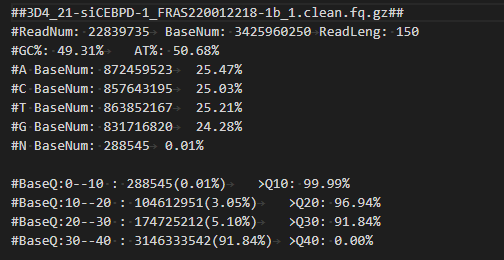 ##3D4_21-siCEBPD-1_FRAS220012218-1b_1.clean.fq.gz##
#ReadNum: 22839735 BaseNum: 3425960250 ReadLeng: 150
#GC%: 49.31% AT%: 50.68%
#A BaseNum: 872459523 25.47%
#C BaseNum: 857643195 25.03%
#T BaseNum: 863852167 25.21%
#G BaseNum: 831716820 24.28%
#N BaseNum: 288545 0.01%
#BaseQ:0--10 : 288545(0.01%) >Q10: 99.99%
#BaseQ:10--20 : 104612951(3.05%) >Q20: 96.94%
#BaseQ:20--30 : 174725212(5.10%) >Q30: 91.84%
#BaseQ:30--40 : 3146333542(91.84%) >Q40: 0.00%